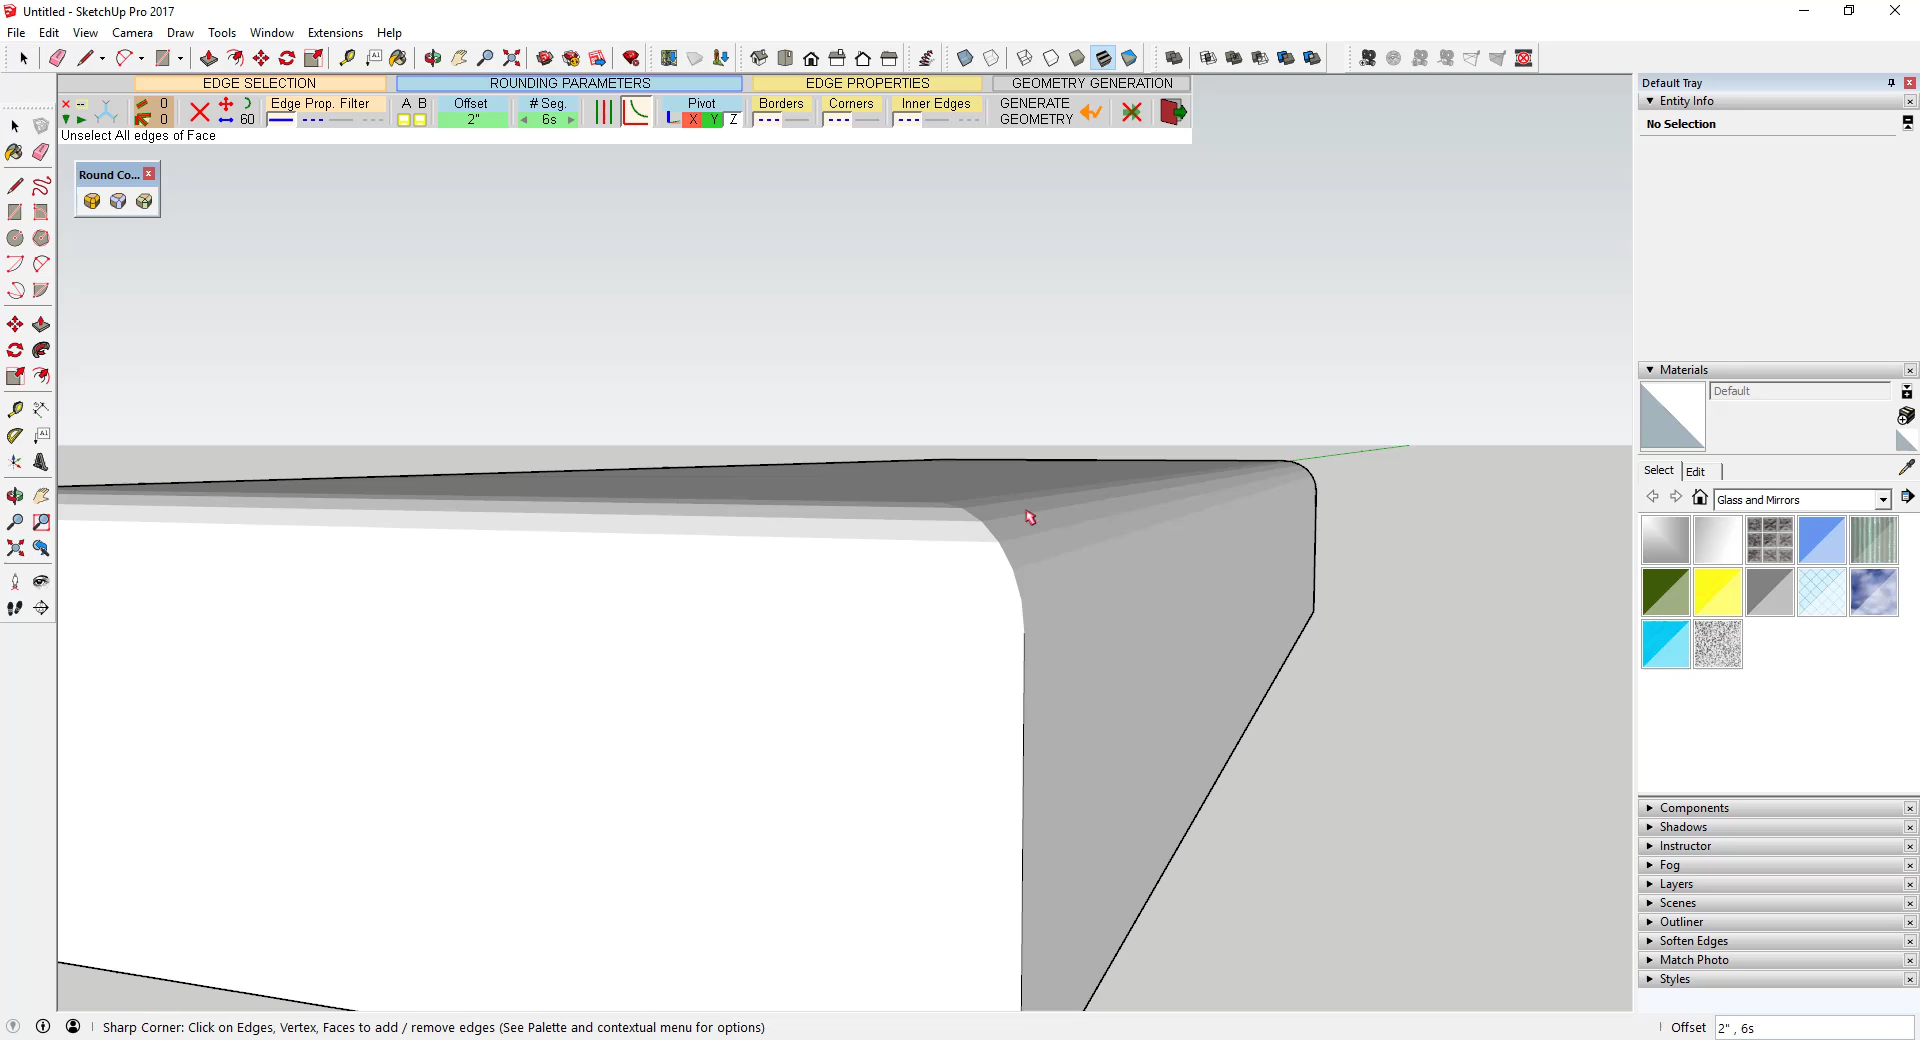 Untitled - SketchUp Pro 2017
File Edit View Camera Draw Tools Window Extensions Help
EDGE SELECTION ROUNDING PARAMETERS EDGE PROPERTIES GEOMETRY GENERATION
0 Edge Prop. Filter A B Offset # Seg. Pivot Borders Corners Inner Edges GENERATE
0 60 2" 6s X Y Z GEOMETRY
Unselect All edges of Face
Round Co...
Default Tray
Entity Info
No Selection
Materials
Default
Select Edit
Glass and Mirrors
Components
Shadows
Instructor
Fog
Layers
Scenes
Outliner
Soften Edges
Match Photo
Styles
Sharp Corner: Click on Edges, Vertex, Faces to add / remove edges (See Palette and contextual menu for options)
Offset 2" , 6s